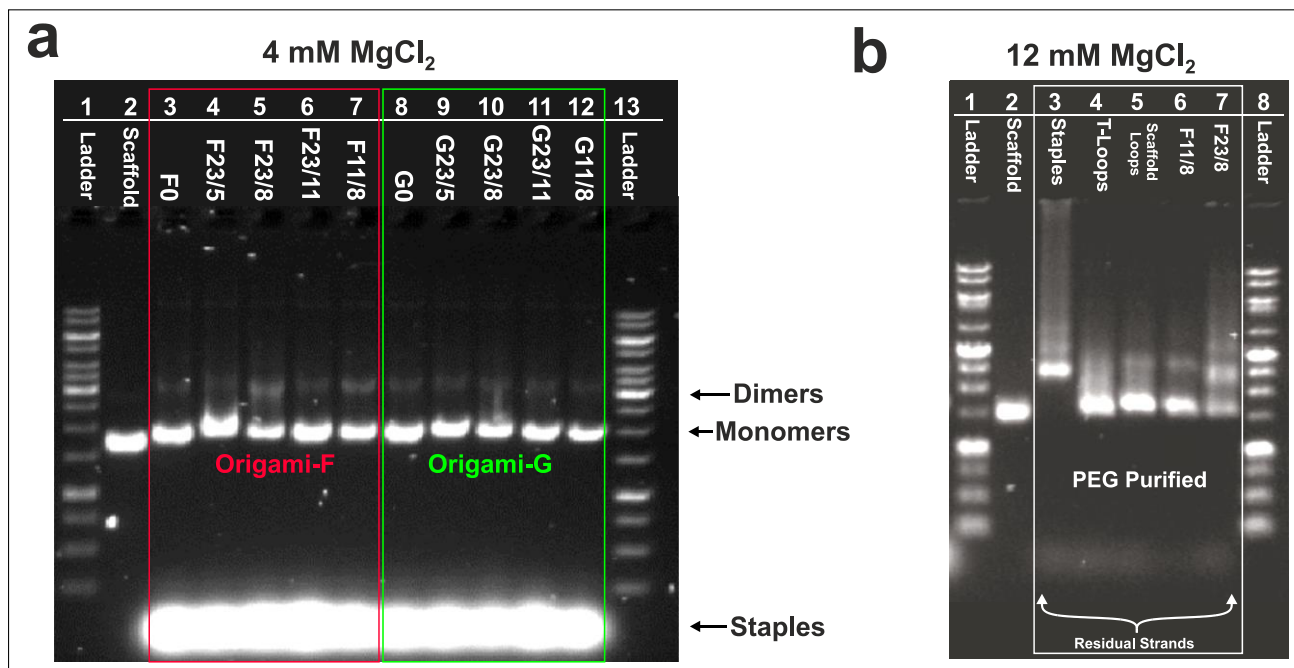 a
4 mM MgCl₂
1 2 3 4 5 6 7 8 9 10 11 12 13
Ladder
Scaffold
F0
F23/5
F23/8
F23/11
F11/8
G0
G23/5
G23/8
G23/11
G11/8
Ladder
Origami-F
Origami-G
Dimers
Monomers
Staples
b
12 mM MgCl₂
1 2 3 4 5 6 7 8
Ladder
Scaffold
Staples
T-Loops
Scaffold
Loops
F11/8
F23/8
Ladder
PEG Purified
Residual Strands